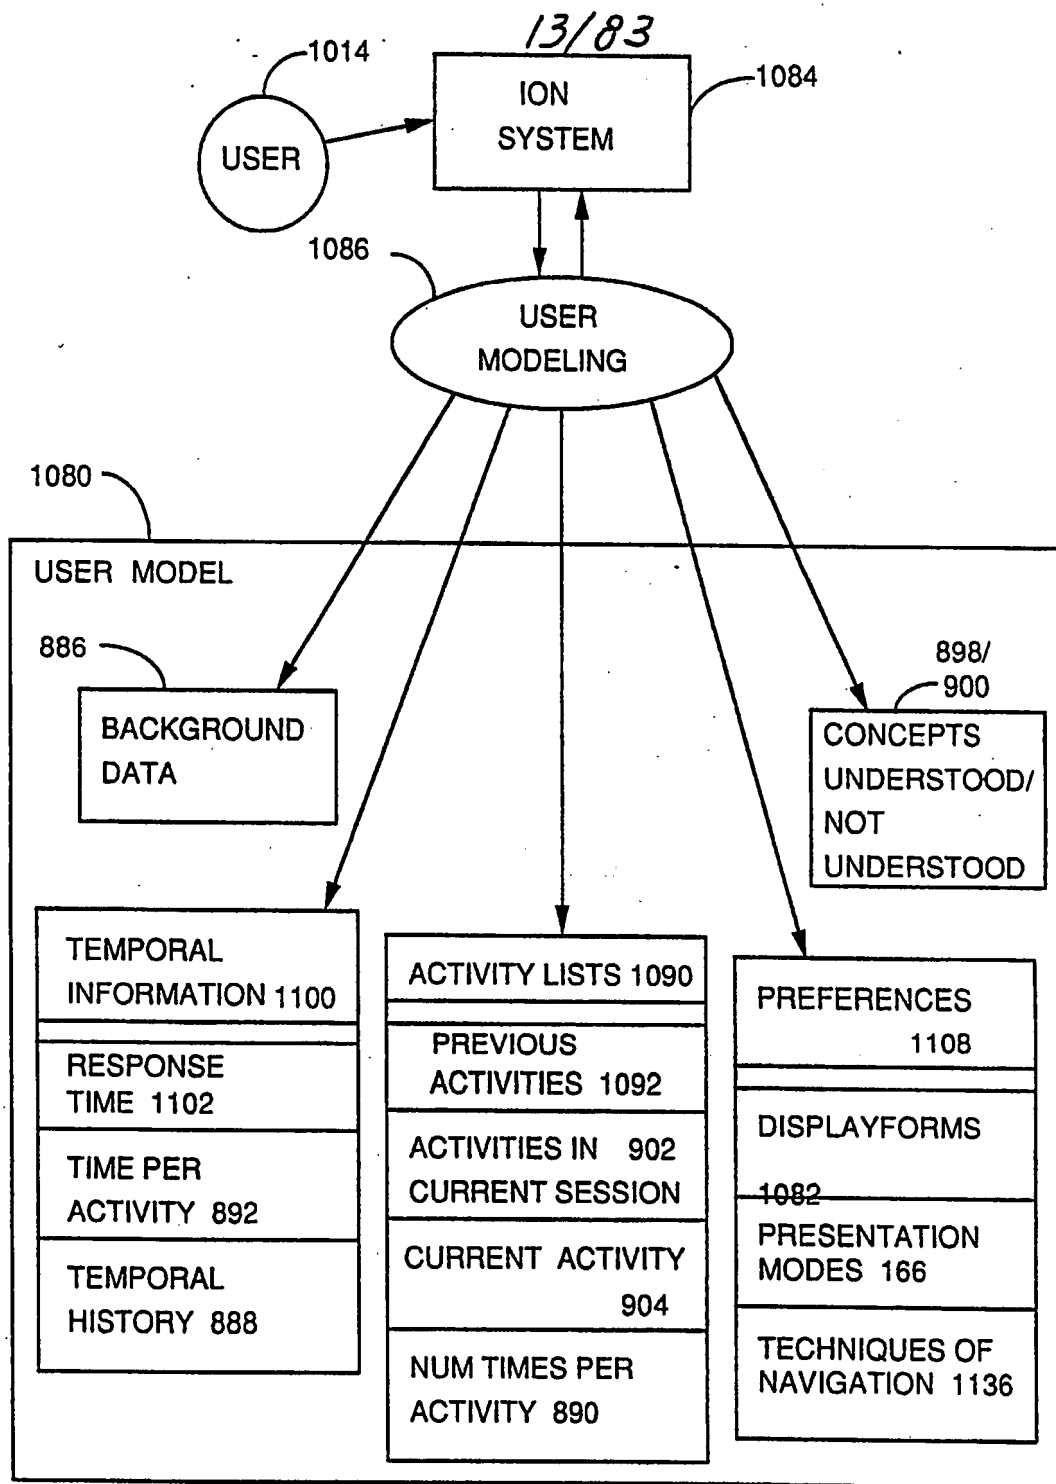 13/83
1014
ION
SYSTEM
1084
USER
1086
USER
MODELING
1080
USER MODEL
886
BACKGROUND
DATA
898/
900
CONCEPTS
UNDERSTOOD/
NOT
UNDERSTOOD
TEMPORAL
INFORMATION 1100
RESPONSE
TIME 1102
TIME PER
ACTIVITY 892
TEMPORAL
HISTORY 888
ACTIVITY LISTS 1090
PREVIOUS
ACTIVITIES 1092
ACTIVITIES IN 902
CURRENT SESSION
CURRENT ACTIVITY
904
NUM TIMES PER
ACTIVITY 890
PREFERENCES
1108
DISPLAYFORMS
1082
PRESENTATION
MODES 166
TECHNIQUES OF
NAVIGATION 1136